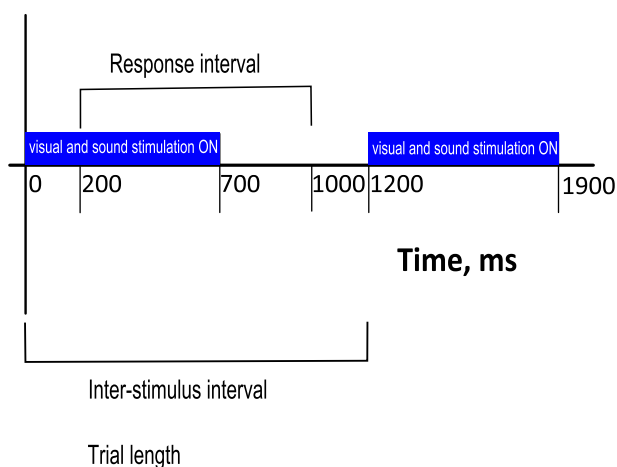 Response interval
visual and sound stimulation ON
visual and sound stimulation ON
0
200
700
1000
1200
1900
Time, ms
Inter-stimulus interval
Trial length